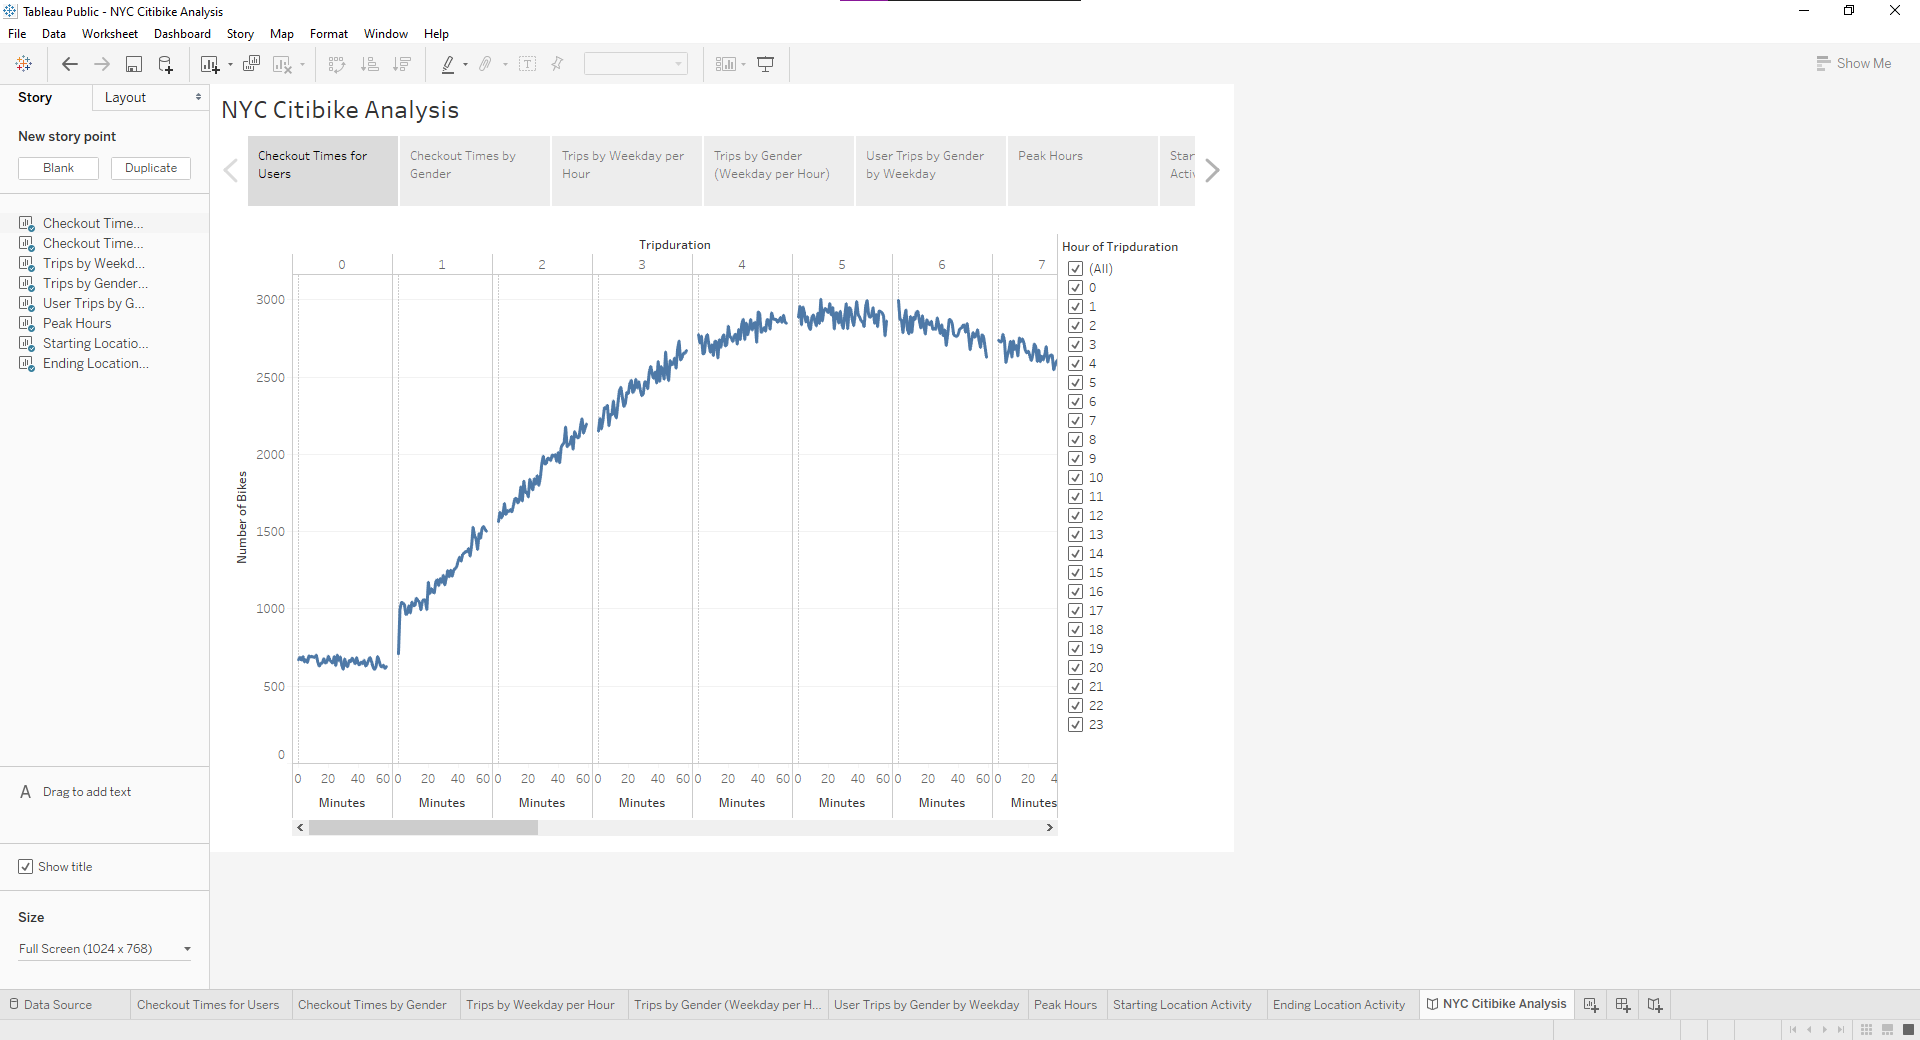 Tableau Public - NYC Citibike Analysis
File Data Worksheet Dashboard Story Map Format Window Help
Show Me
Story Layout
New story point
Blank Duplicate
Checkout Time...
Checkout Time...
Trips by Weekd...
Trips by Gender...
User Trips by G...
Peak Hours
Starting Locatio...
Ending Location...
A Drag to add text
Show title
Size
Full Screen (1024 x 768)
NYC Citibike Analysis
Checkout Times for
Users
Checkout Times by
Gender
Trips by Weekday per
Hour
Trips by Gender
(Weekday per Hour)
User Trips by Gender
by Weekday
Peak Hours
Star
Activ
Tripduration
0 1 2 3 4 5 6 7
Number of Bikes
3000
2500
2000
1500
1000
500
0
0 20 40 60 0 20 40 60 0 20 40 60 0 20 40 60 0 20 40 60 0 20 40 60 0 20 40 60 0 20 4
Minutes Minutes Minutes Minutes Minutes Minutes Minutes Minutes
Hour of Tripduration
(All)
0
1
2
3
4
5
6
7
8
9
10
11
12
13
14
15
16
17
18
19
20
21
22
23
Data Source Checkout Times for Users Checkout Times by Gender Trips by Weekday per Hour Trips by Gender (Weekday per H... User Trips by Gender by Weekday Peak Hours Starting Location Activity Ending Location Activity NYC Citibike Analysis